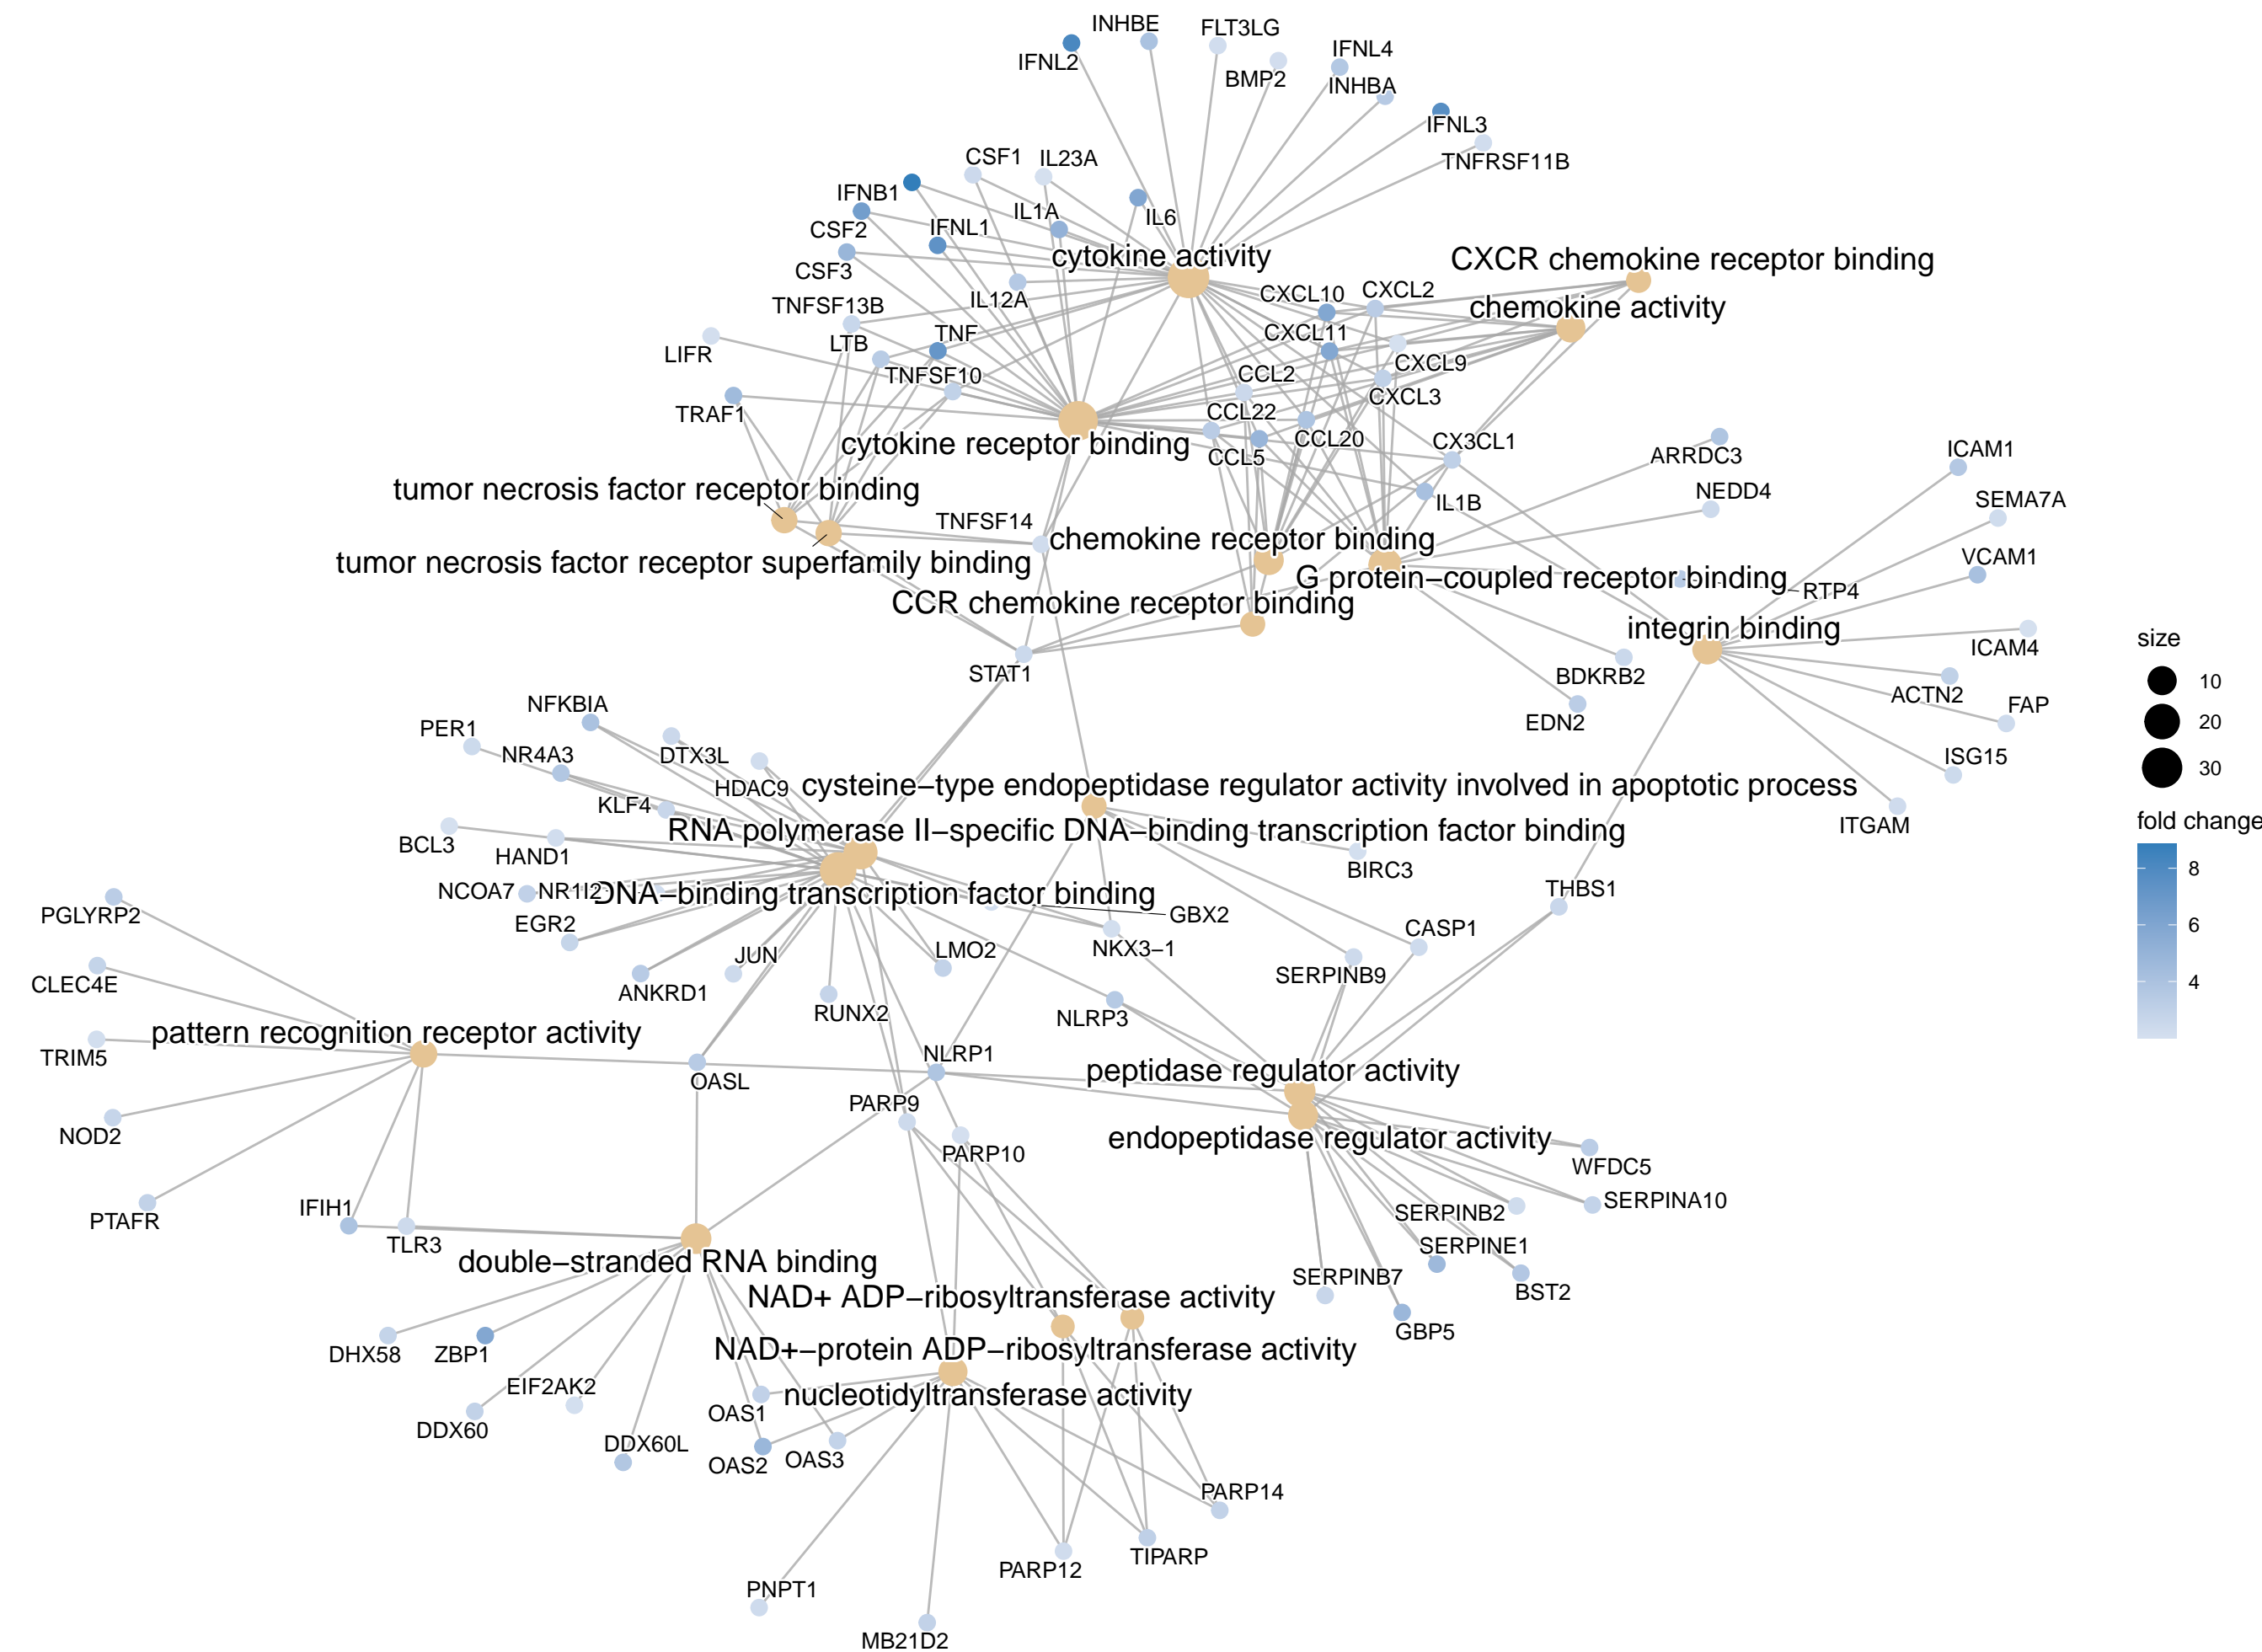 INHBE
FLT3LG
IFNL4
IFNL2
BMP2
INHBA
IFNL3
TNFRSF11B
CSF1
IL23A
IFNB1
IL1A
IL6
CSF2
IFNL1
cytokine activity
CXCR chemokine receptor binding
CSF3
IL12A
CXCL10
CXCL2
chemokine activity
TNFSF13B
TNF
CXCL11
LTB
LIFR
CXCL9
TNFSF10
CCL2
CXCL3
TRAF1
CCL22
cytokine receptor binding
CCL20
CX3CL1
CCL5
ARRDC3
ICAM1
tumor necrosis factor receptor binding
NEDD4
SEMA7A
IL1B
TNFSF14
chemokine receptor binding
VCAM1
tumor necrosis factor receptor superfamily binding
G protein−coupled receptor binding
RTP4
CCR chemokine receptor binding
integrin binding
size
ICAM4
STAT1
BDKRB2
10
ACTN2
FAP
NFKBIA
EDN2
20
PER1
NR4A3
DTX3L
ISG15
30
HDAC9
cysteine−type endopeptidase regulator activity involved in apoptotic process
KLF4
fold change
RNA polymerase II−specific DNA−binding transcription factor binding
ITGAM
BCL3
HAND1
BIRC3
8
NCOA7
NR1I2
DNA−binding transcription factor binding
THBS1
PGLYRP2
GBX2
EGR2
CASP1
6
JUN
LMO2
NKX3−1
SERPINB9
CLEC4E
ANKRD1
4
RUNX2
NLRP3
pattern recognition receptor activity
TRIM5
NLRP1
peptidase regulator activity
OASL
PARP9
NOD2
endopeptidase regulator activity
PARP10
WFDC5
IFIH1
SERPINA10
PTAFR
SERPINB2
TLR3
SERPINE1
double−stranded RNA binding
SERPINB7
BST2
NAD+ ADP−ribosyltransferase activity
GBP5
NAD+−protein ADP−ribosyltransferase activity
DHX58
ZBP1
EIF2AK2
nucleotidyltransferase activity
OAS1
DDX60
DDX60L
OAS2
OAS3
PARP14
TIPARP
PARP12
PNPT1
MB21D2